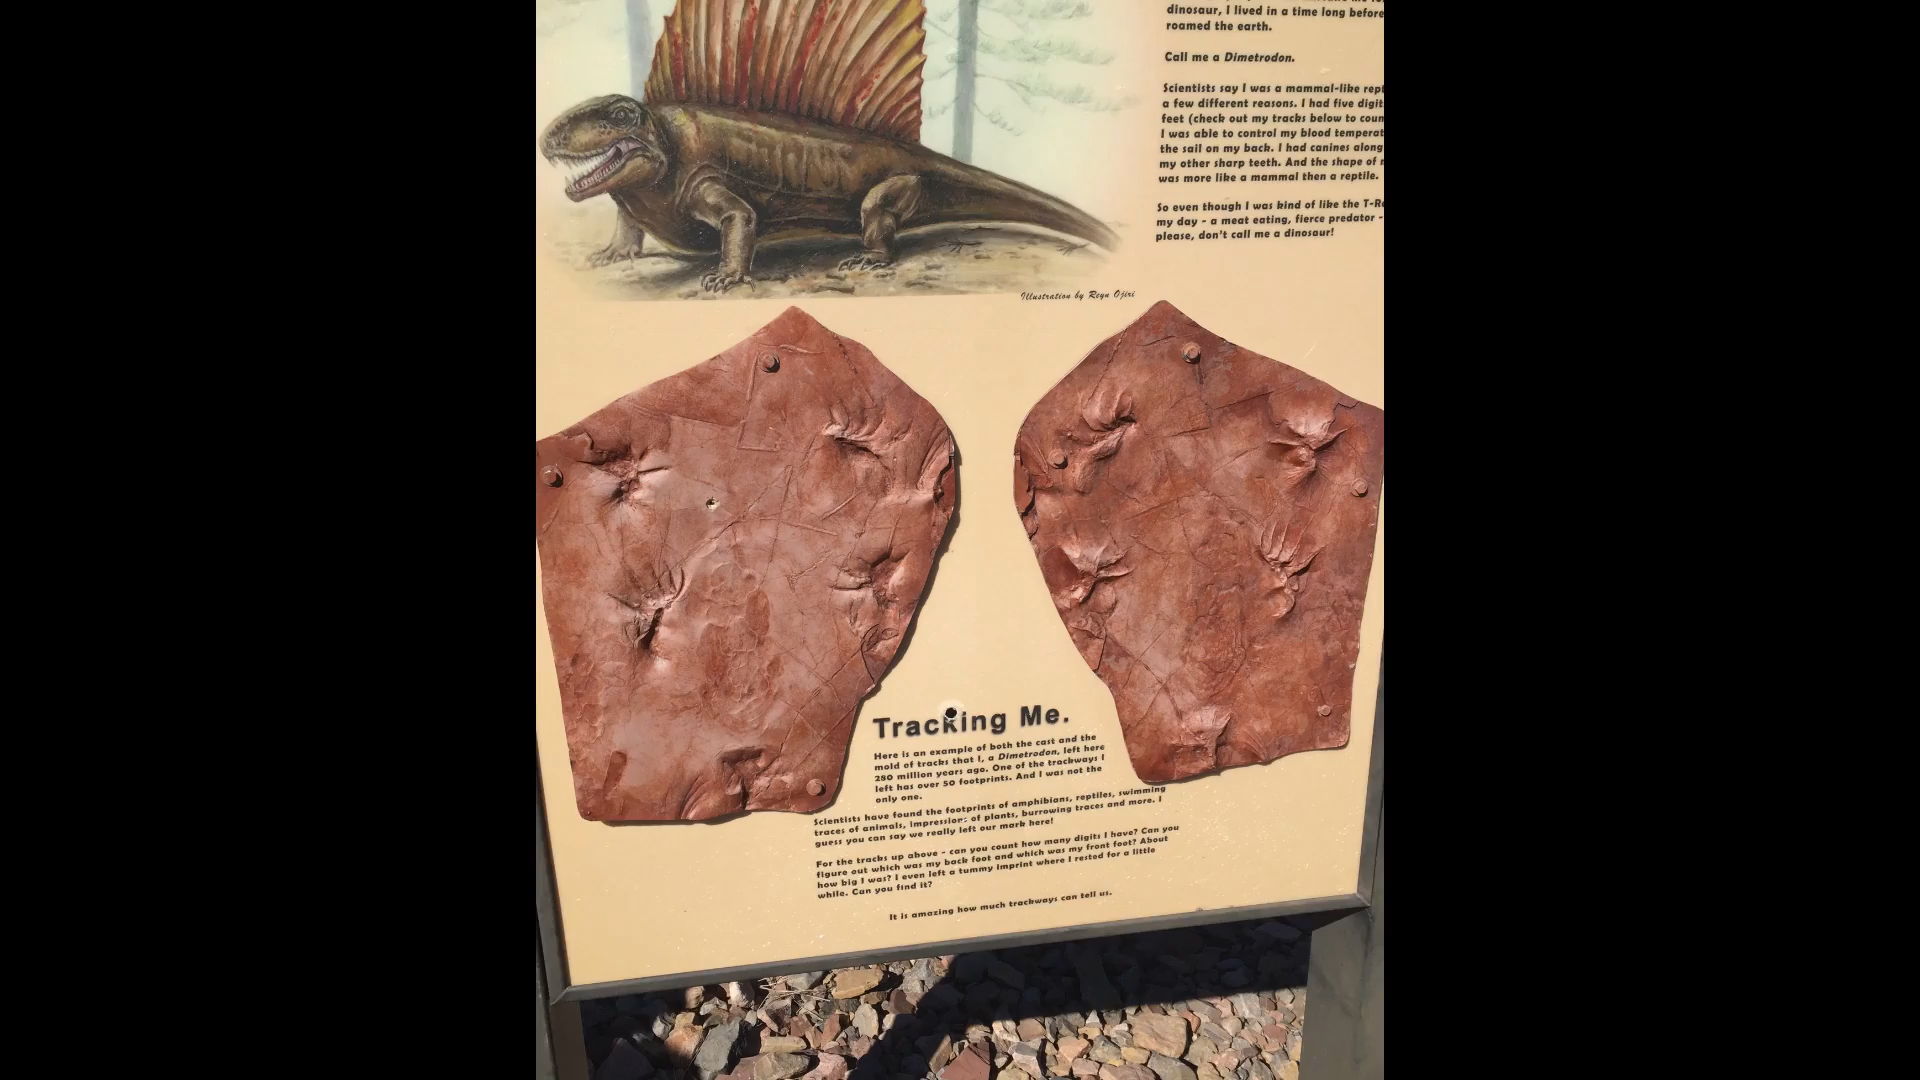 dinosaur, I lived in a time long before
roamed the earth.
Call me a Dimetrodon.
Scientists say I was a mammal-like
a few different reasons. I had five
feet (check out my tracks below to
I was able to control my blood
the sail on my back. I had canines along
my other sharp teeth. And the shape of
was more like a mammal then a reptile.
So even though I was kind of like the
my day - a meat eating, fierce predator -
please, don't call me a dinosaur!
Illustration by Reyn Ojiri
Tracking Me.
Here is an example of both the cast and the
mold of tracks that I, a Dimetrodon, left here
280 million years ago. One of the trackways I
left has over 50 footprints. And I was not the
only one.
Scientists have found the footprints of amphibians, reptiles, swimming
traces of animals, impressions of plants, burrowing traces and more. I
guess you can say we really left our mark here!
For the tracks up above - can you count how many digits I have? Can you
figure out which was my back foot and which was my front foot? About
how big I was? I even left a tummy imprint where I rested for a little
while. Can you find it?
It is amazing how much trackways can tell us.